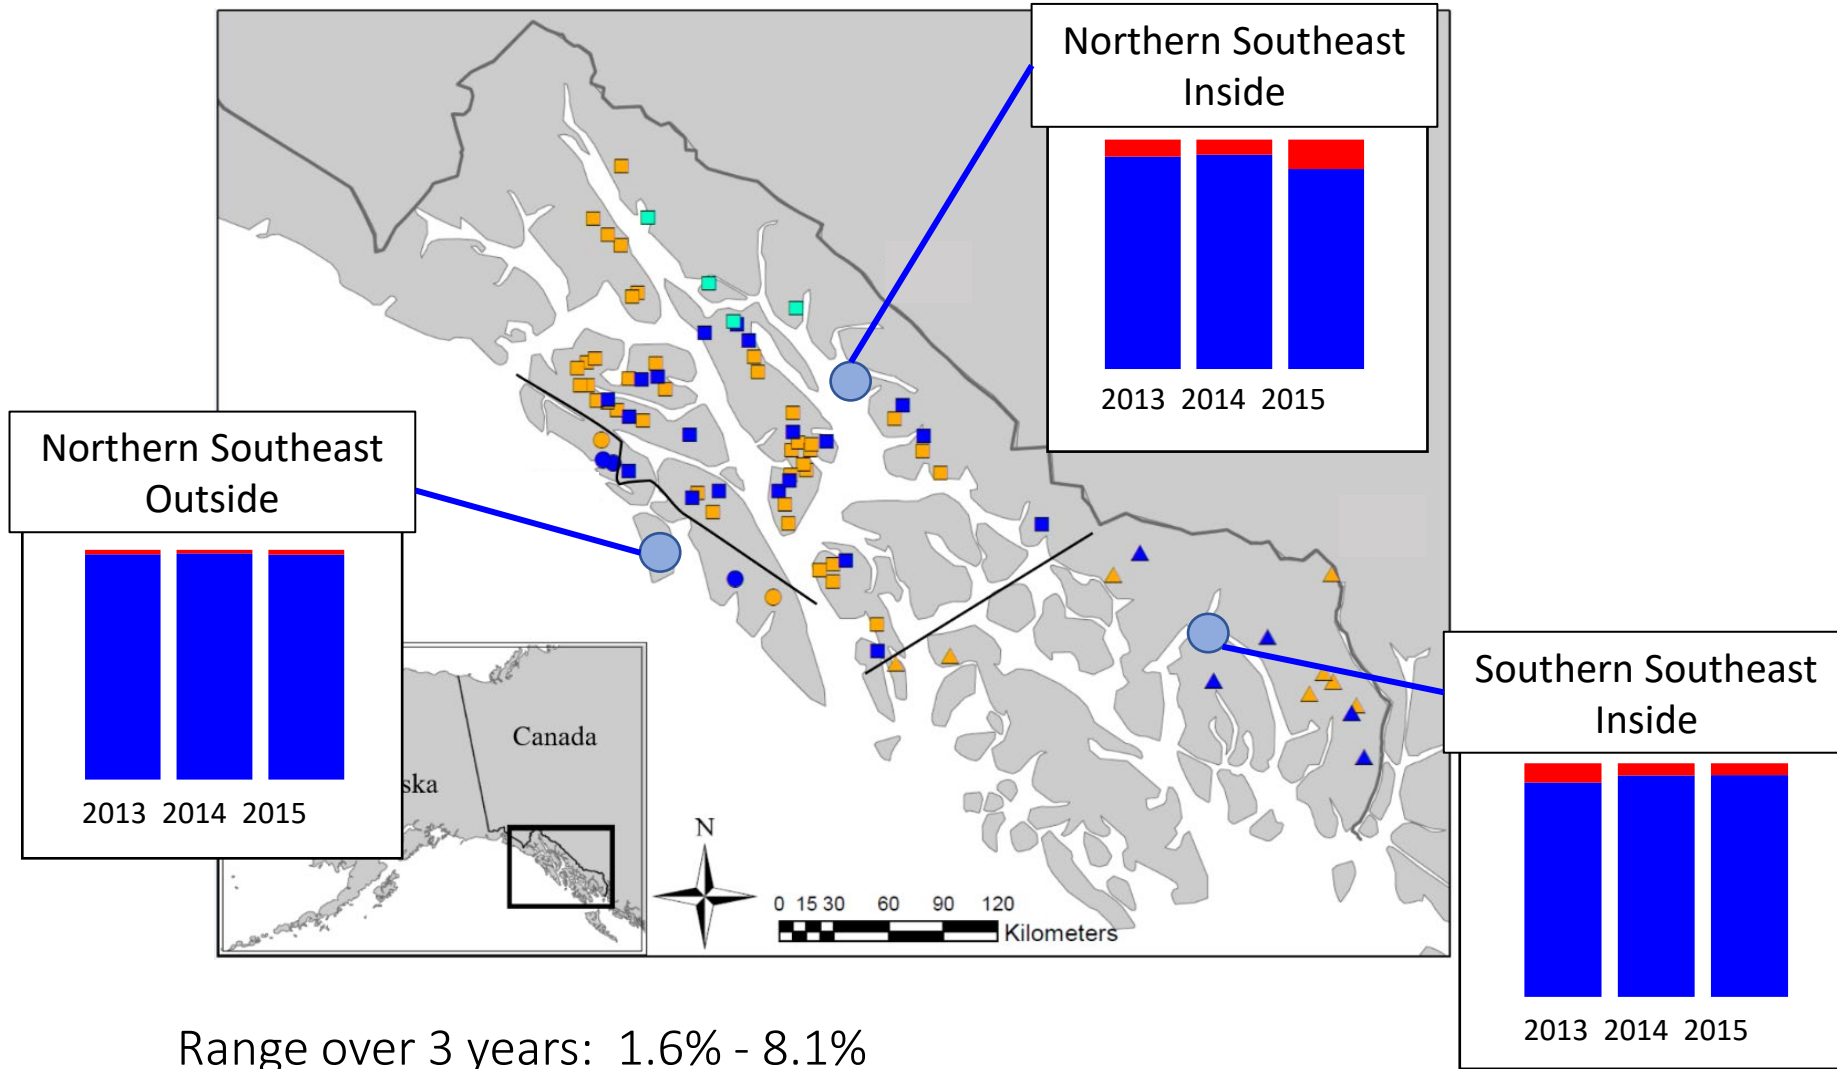 Northern Southeast
Inside
2013 2014 2015
Northern Southeast
Outside
2013 2014 2015
Southern Southeast
Inside
2013 2014 2015
Canada
ska
N
0 15 30 60 90 120
Kilometers
Range over 3 years: 1.6% - 8.1%